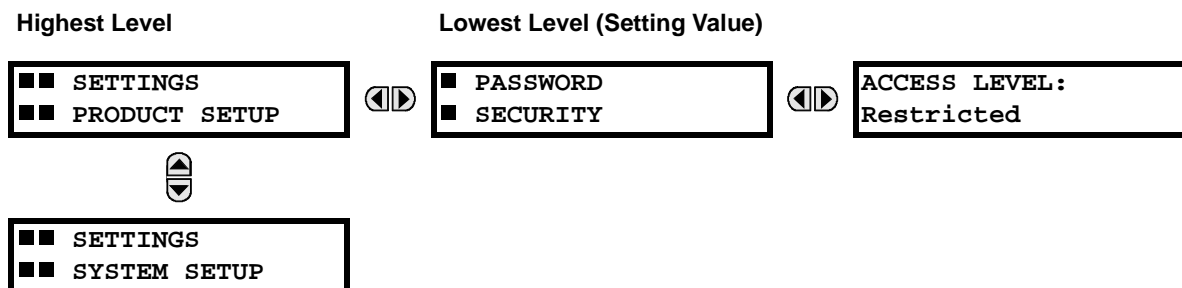 Highest Level
Lowest Level (Setting Value)
■■ SETTINGS
■■ PRODUCT SETUP
■ PASSWORD
■ SECURITY
ACCESS LEVEL:
Restricted
■■ SETTINGS
■■ SYSTEM SETUP